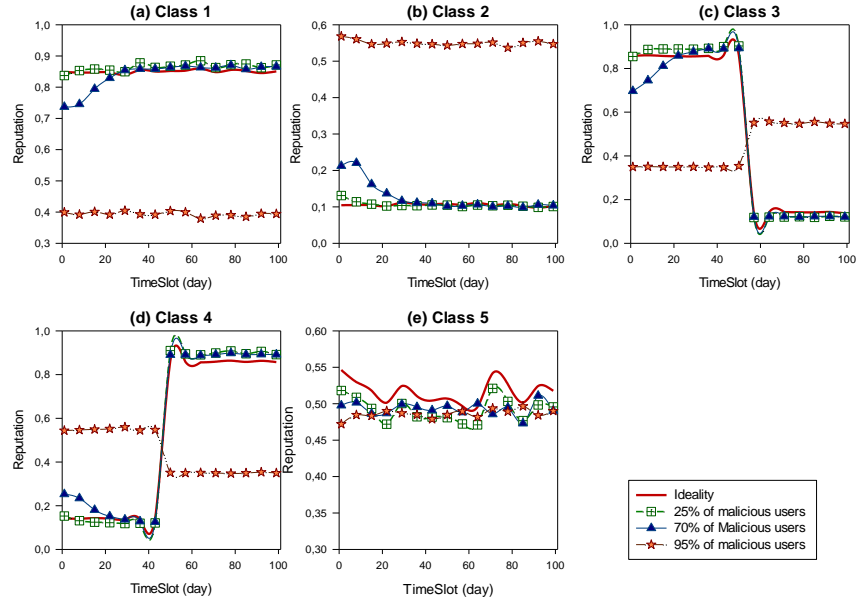 (a) Class 1
1,0
0,9
0,8
0,7
0,6
0,5
0,4
0,3
Reputation
0 20 40 60 80 100
TimeSlot (day)
(b) Class 2
0,6
0,5
0,4
0,3
0,2
0,1
0,0
Reputation
0 20 40 60 80 100
TimeSlot (day)
(c) Class 3
1,0
0,8
0,6
0,4
0,2
0,0
Reputation
0 20 40 60 80 100
TimeSlot (day)
(d) Class 4
1,0
0,8
0,6
0,4
0,2
0,0
Reputation
0 20 40 60 80 100
TimeSlot (day)
(e) Class 5
0,60
0,55
0,50
0,45
0,40
0,35
0,30
Reputation
0 20 40 60 80 100
TimeSlot (day)
Ideality
25% of malicious users
70% of Malicious users
95% of malicious users